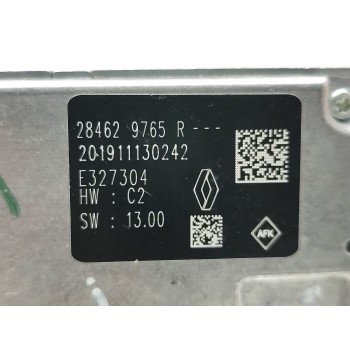 28462 9765 R ---
201911130242
E327304
HW : C2
SW : 13.00
AFK